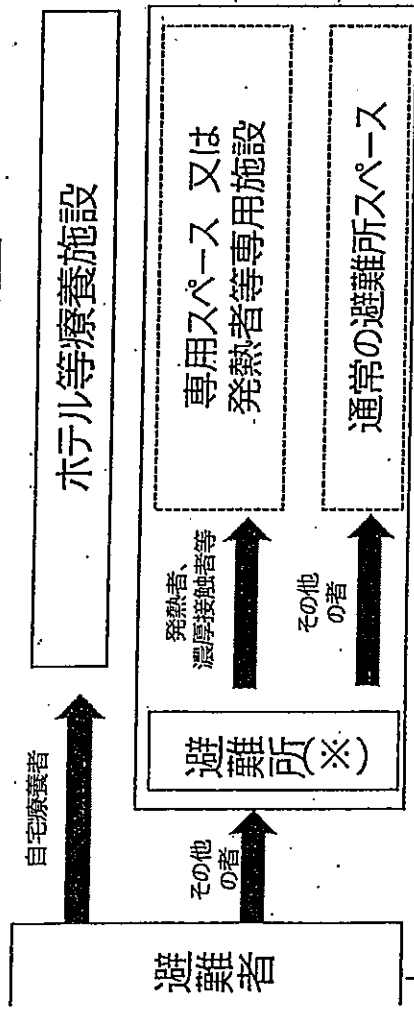 避難者
自宅療養者
ホテル等療養施設
その他
の者
避難所(※)
発熱者、
濃厚接触者等
専用スペース 又は
発熱者等専用施設
その他
の者
通常の避難所スペース